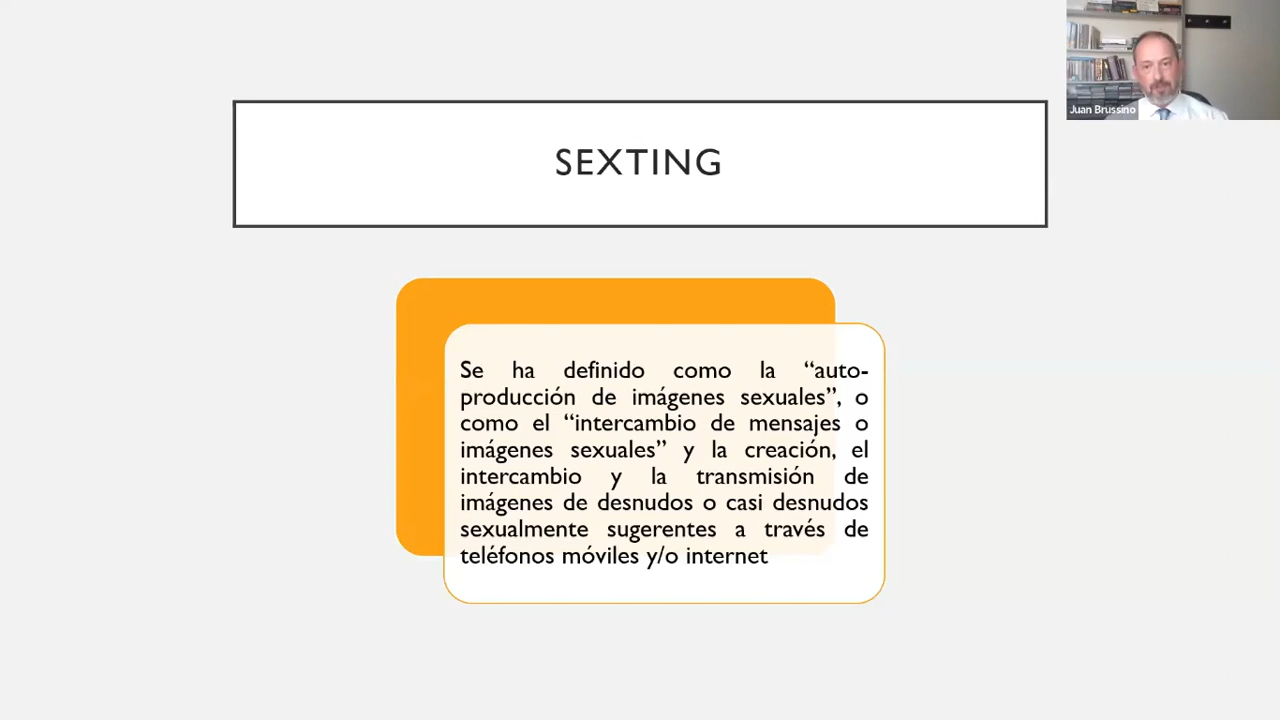 Juan Brussino
SEXTING
Se ha definido como la “auto-
producción de imágenes sexuales”, o
como el “intercambio de mensajes o
imágenes sexuales” y la creación, el
intercambio y la transmisión de
imágenes de desnudos o casi desnudos
sexualmente sugerentes a través de
teléfonos móviles y/o internet